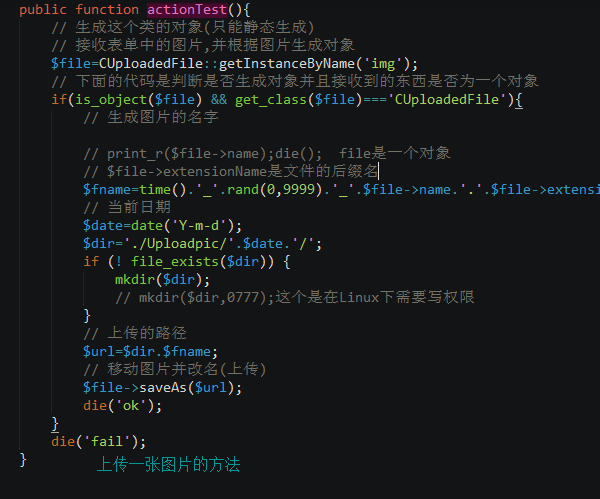 public function actionTest(){
// 生成这个类的对象(只能静态生成)
// 接收表单中的图片,并根据图片生成对象
$file=CUploadedFile::getInstanceByName('img');
// 下面的代码是判断是否生成对象并且接收到的东西是否为一个对象
if(is_object($file) && get_class($file)==='CUploadedFile'){
// 生成图片的名字
// print_r($file->name);die();  file是一个对象
// $file->extensionName是文件的后缀名
$fname=time().'_'.rand(0,9999).'_'.$file->name.'.'.$file->extensi
// 当前日期
$date=date('Y-m-d');
$dir='./Uploadpic/'.$date.'/';
if (! file_exists($dir)) {
mkdir($dir);
// mkdir($dir,0777);这个是在Linux下需要写权限
}
// 上传的路径
$url=$dir.$fname;
// 移动图片并改名(上传)
$file->saveAs($url);
die('ok');
}
die('fail');
}
上传一张图片的方法